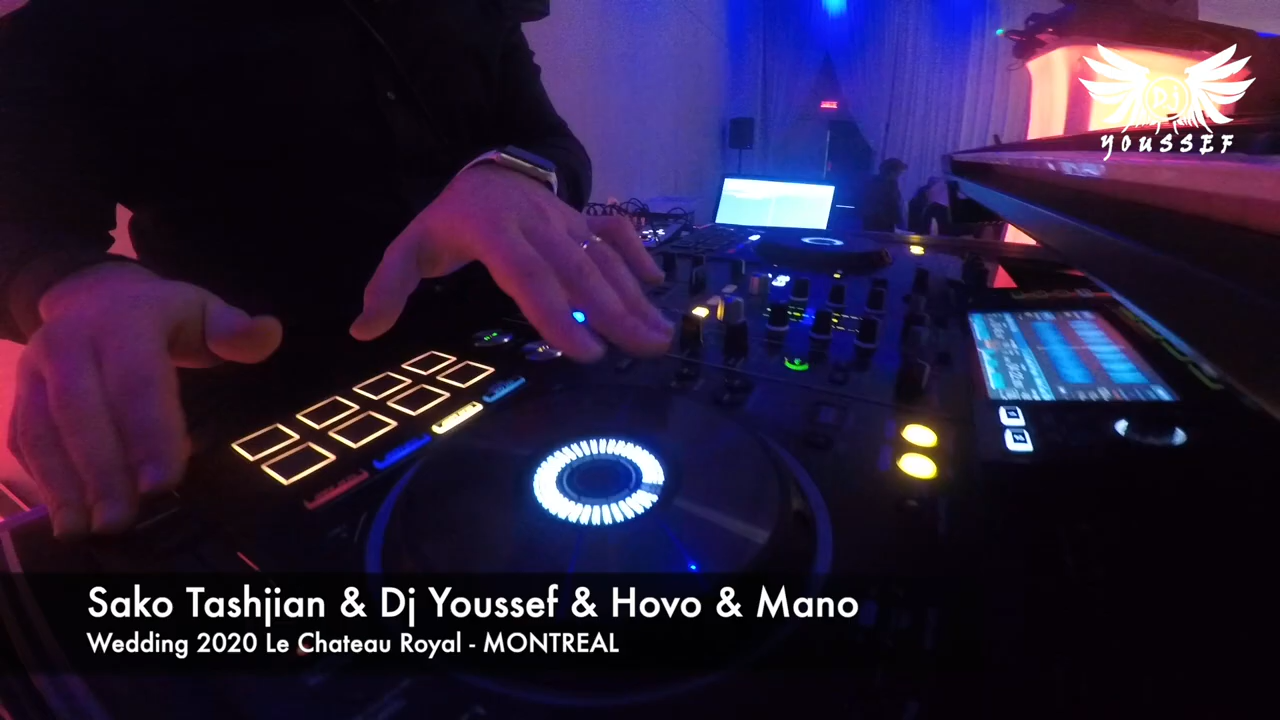 Dj
YOUSSEF
Sako Tashjian & Dj Youssef & Hovo & Mano
Wedding 2020 Le Chateau Royal - MONTREAL